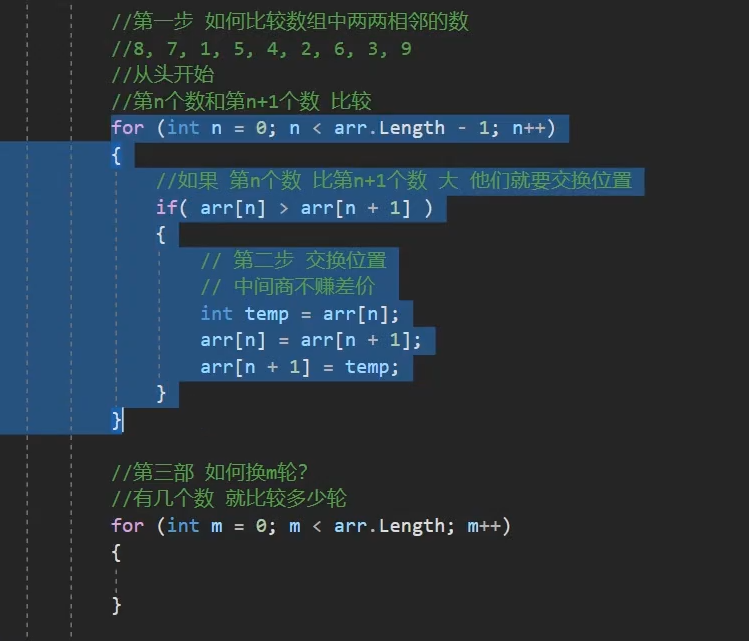 //第一步 如何比较数组中两两相邻的数
//8, 7, 1, 5, 4, 2, 6, 3, 9
//从头开始
//第n个数和第n+1个数 比较
for (int n = 0; n < arr.Length - 1; n++)
{
//如果 第n个数 比第n+1个数 大 他们就要交换位置
if( arr[n] > arr[n + 1] )
{
// 第二步 交换位置
// 中间商不赚差价
int temp = arr[n];
arr[n] = arr[n + 1];
arr[n + 1] = temp;
}
}
//第三部 如何换m轮?
//有几个数 就比较多少轮
for (int m = 0; m < arr.Length; m++)
{
}